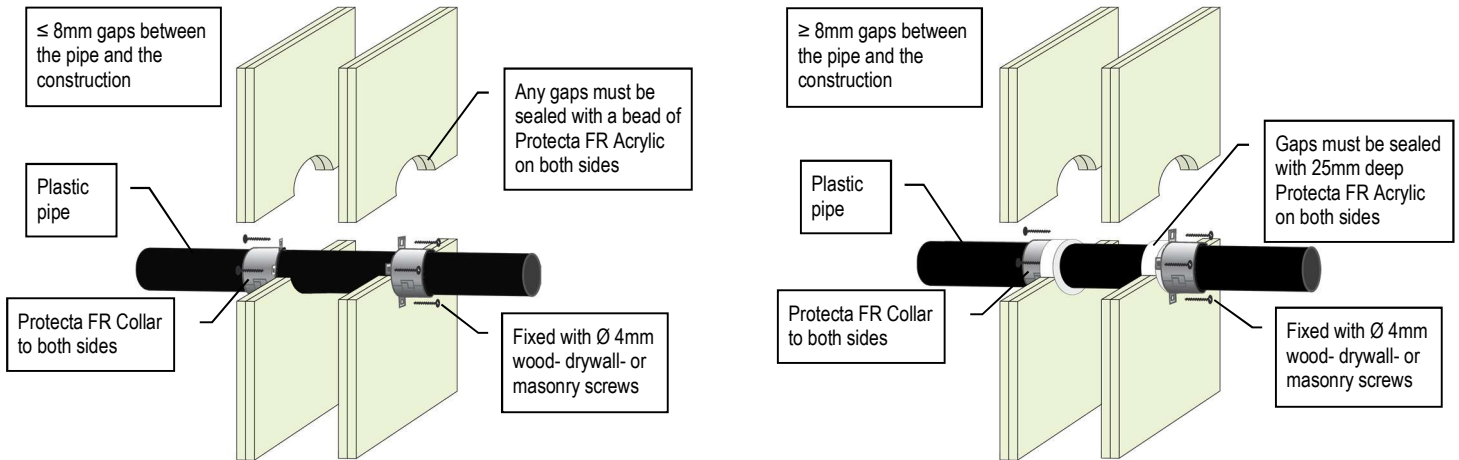 ≤ 8mm gaps between
the pipe and the
construction
Any gaps must be
sealed with a bead of
Protecta FR Acrylic
on both sides
Plastic
pipe
Protecta FR Collar
to both sides
Fixed with Ø 4mm
wood- drywall- or
masonry screws
≥ 8mm gaps between
the pipe and the
construction
Gaps must be sealed
with 25mm deep
Protecta FR Acrylic
on both sides
Plastic
pipe
Protecta FR Collar
to both sides
Fixed with Ø 4mm
wood- drywall- or
masonry screws